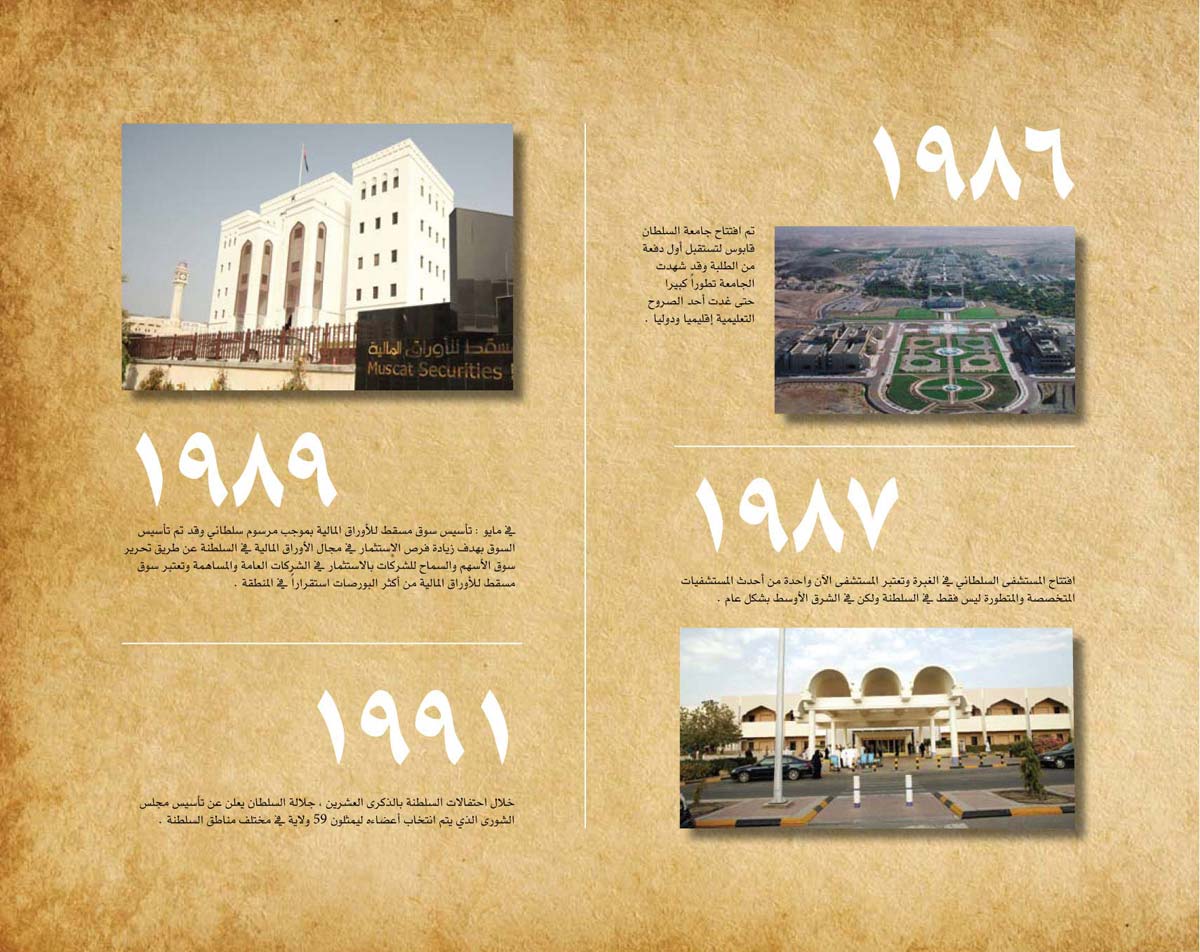 ١٩٨٦
تم افتتاح جامعة السلطان
قابوس لتستقبل أول دفعة
من الطلبة وقد شهدت
الجامعة تطوراً كبيرا
حتى غدت أحد الصروح
التعليمية إقليميا ودوليا .
١٩٨٧
افتتاح المستشفى السلطاني في الغبرة وتعتبر المستشفى الآن واحدة من أحدث المستشفيات
المتخصصة والمتطورة ليس فقط في السلطنة ولكن في الشرق الأوسط بشكل عام .
مسقط للأوراق المالية
Muscat Securities
١٩٨٩
في مايو : تأسيس سوق مسقط للأوراق المالية بموجب مرسوم سلطاني وقد تم تأسيس
السوق بهدف زيادة فرص الإستثمار في مجال الأوراق المالية في السلطنة عن طريق تحرير
سوق الأسهم والسماح للشركات بالاستثمار في الشركات العامة والمساهمة وتعتبر سوق
مسقط للأوراق المالية من أكثر البورصات استقراراً في المنطقة .
١٩٩١
خلال احتفالات السلطنة بالذكرى العشرين ، جلالة السلطان يعلن عن تأسيس مجلس
الشورى الذي يتم انتخاب أعضاءه ليمثلون 59 ولاية في مختلف مناطق السلطنة .